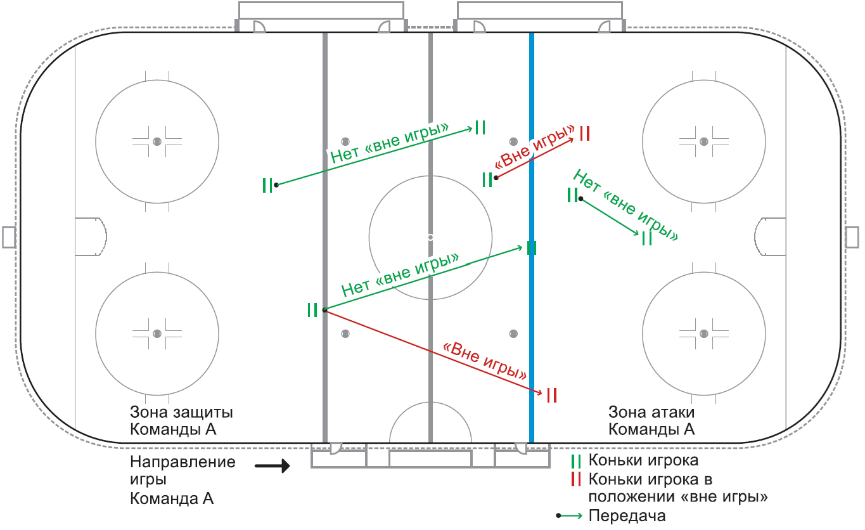 Нет «вне игры»
«Вне игры»
Нет «вне игры»
Нет «вне игры»
«Вне игры»
Зона защиты
Команды А
Зона атаки
Команды А
Направление
игры
Команда А
Коньки игрока
Коньки игрока в
положении «вне игры»
Передача